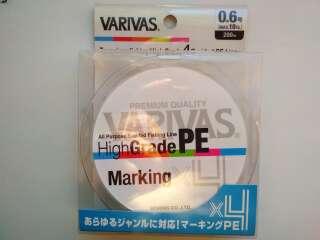 VARIVAS
0.6号
200m
PREMIUM QUALITY
VARIVAS
All Purpose Braided Fishing Line
High Grade PE
Marking
X4
あらゆるジャンルに対応!マーキングPE